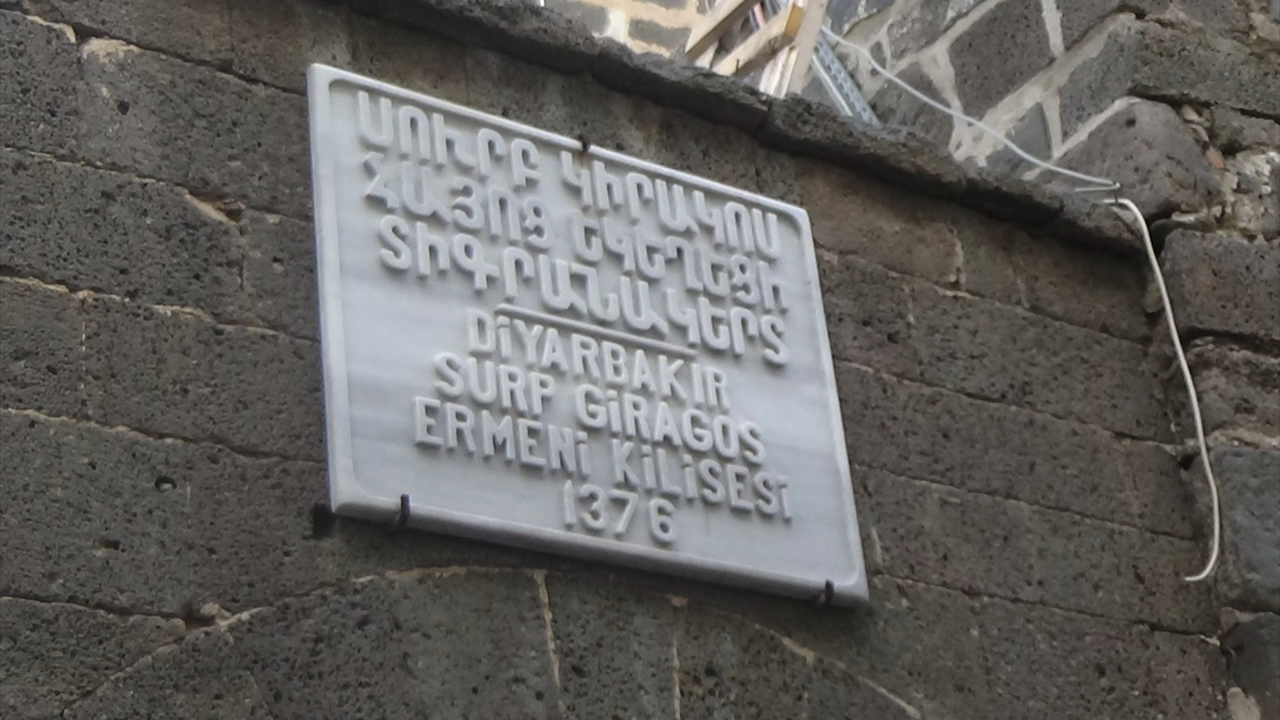 ՍՈՒՐԲ ԿԻՐԱԿՈՍ
ՀԱՅՈՑ ԵԿԵՂԵՑԻ
ՏԻԳՐԱՆԱԿԵՐՏ
DİYARBAKIR
SURP GİRAGOS
ERMENİ KİLİSESİ
1376